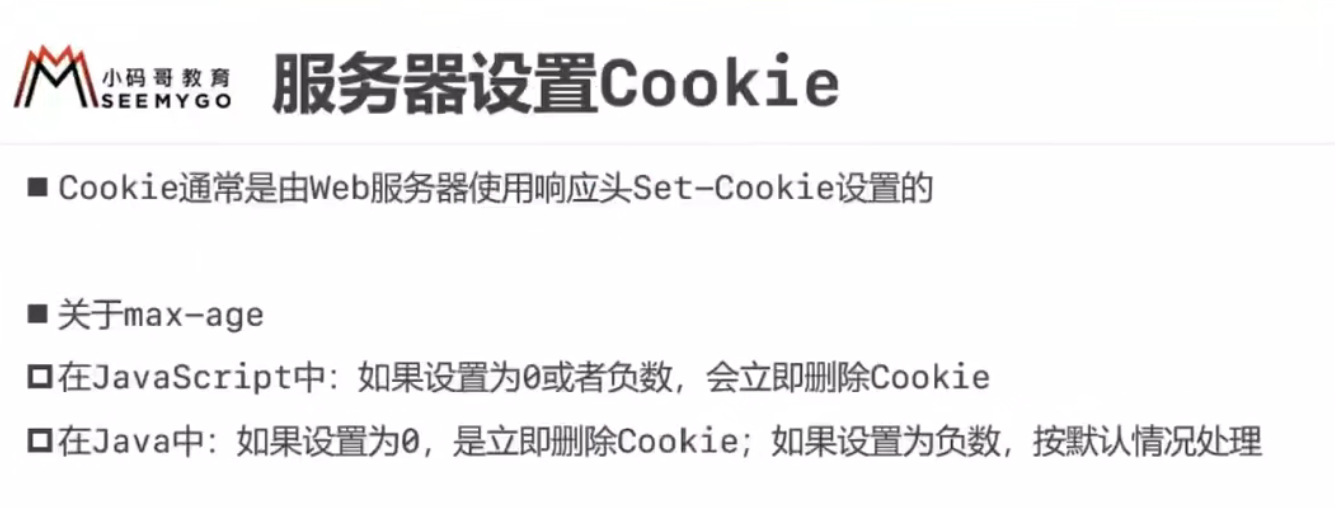 小码哥教育
SEEMYGO
服务器设置Cookie
■ Cookie通常是由Web服务器使用响应头Set-Cookie设置的
■ 关于max-age
在JavaScript中：如果设置为0或者负数，会立即删除Cookie
在Java中：如果设置为0，是立即删除Cookie；如果设置为负数，按默认情况处理